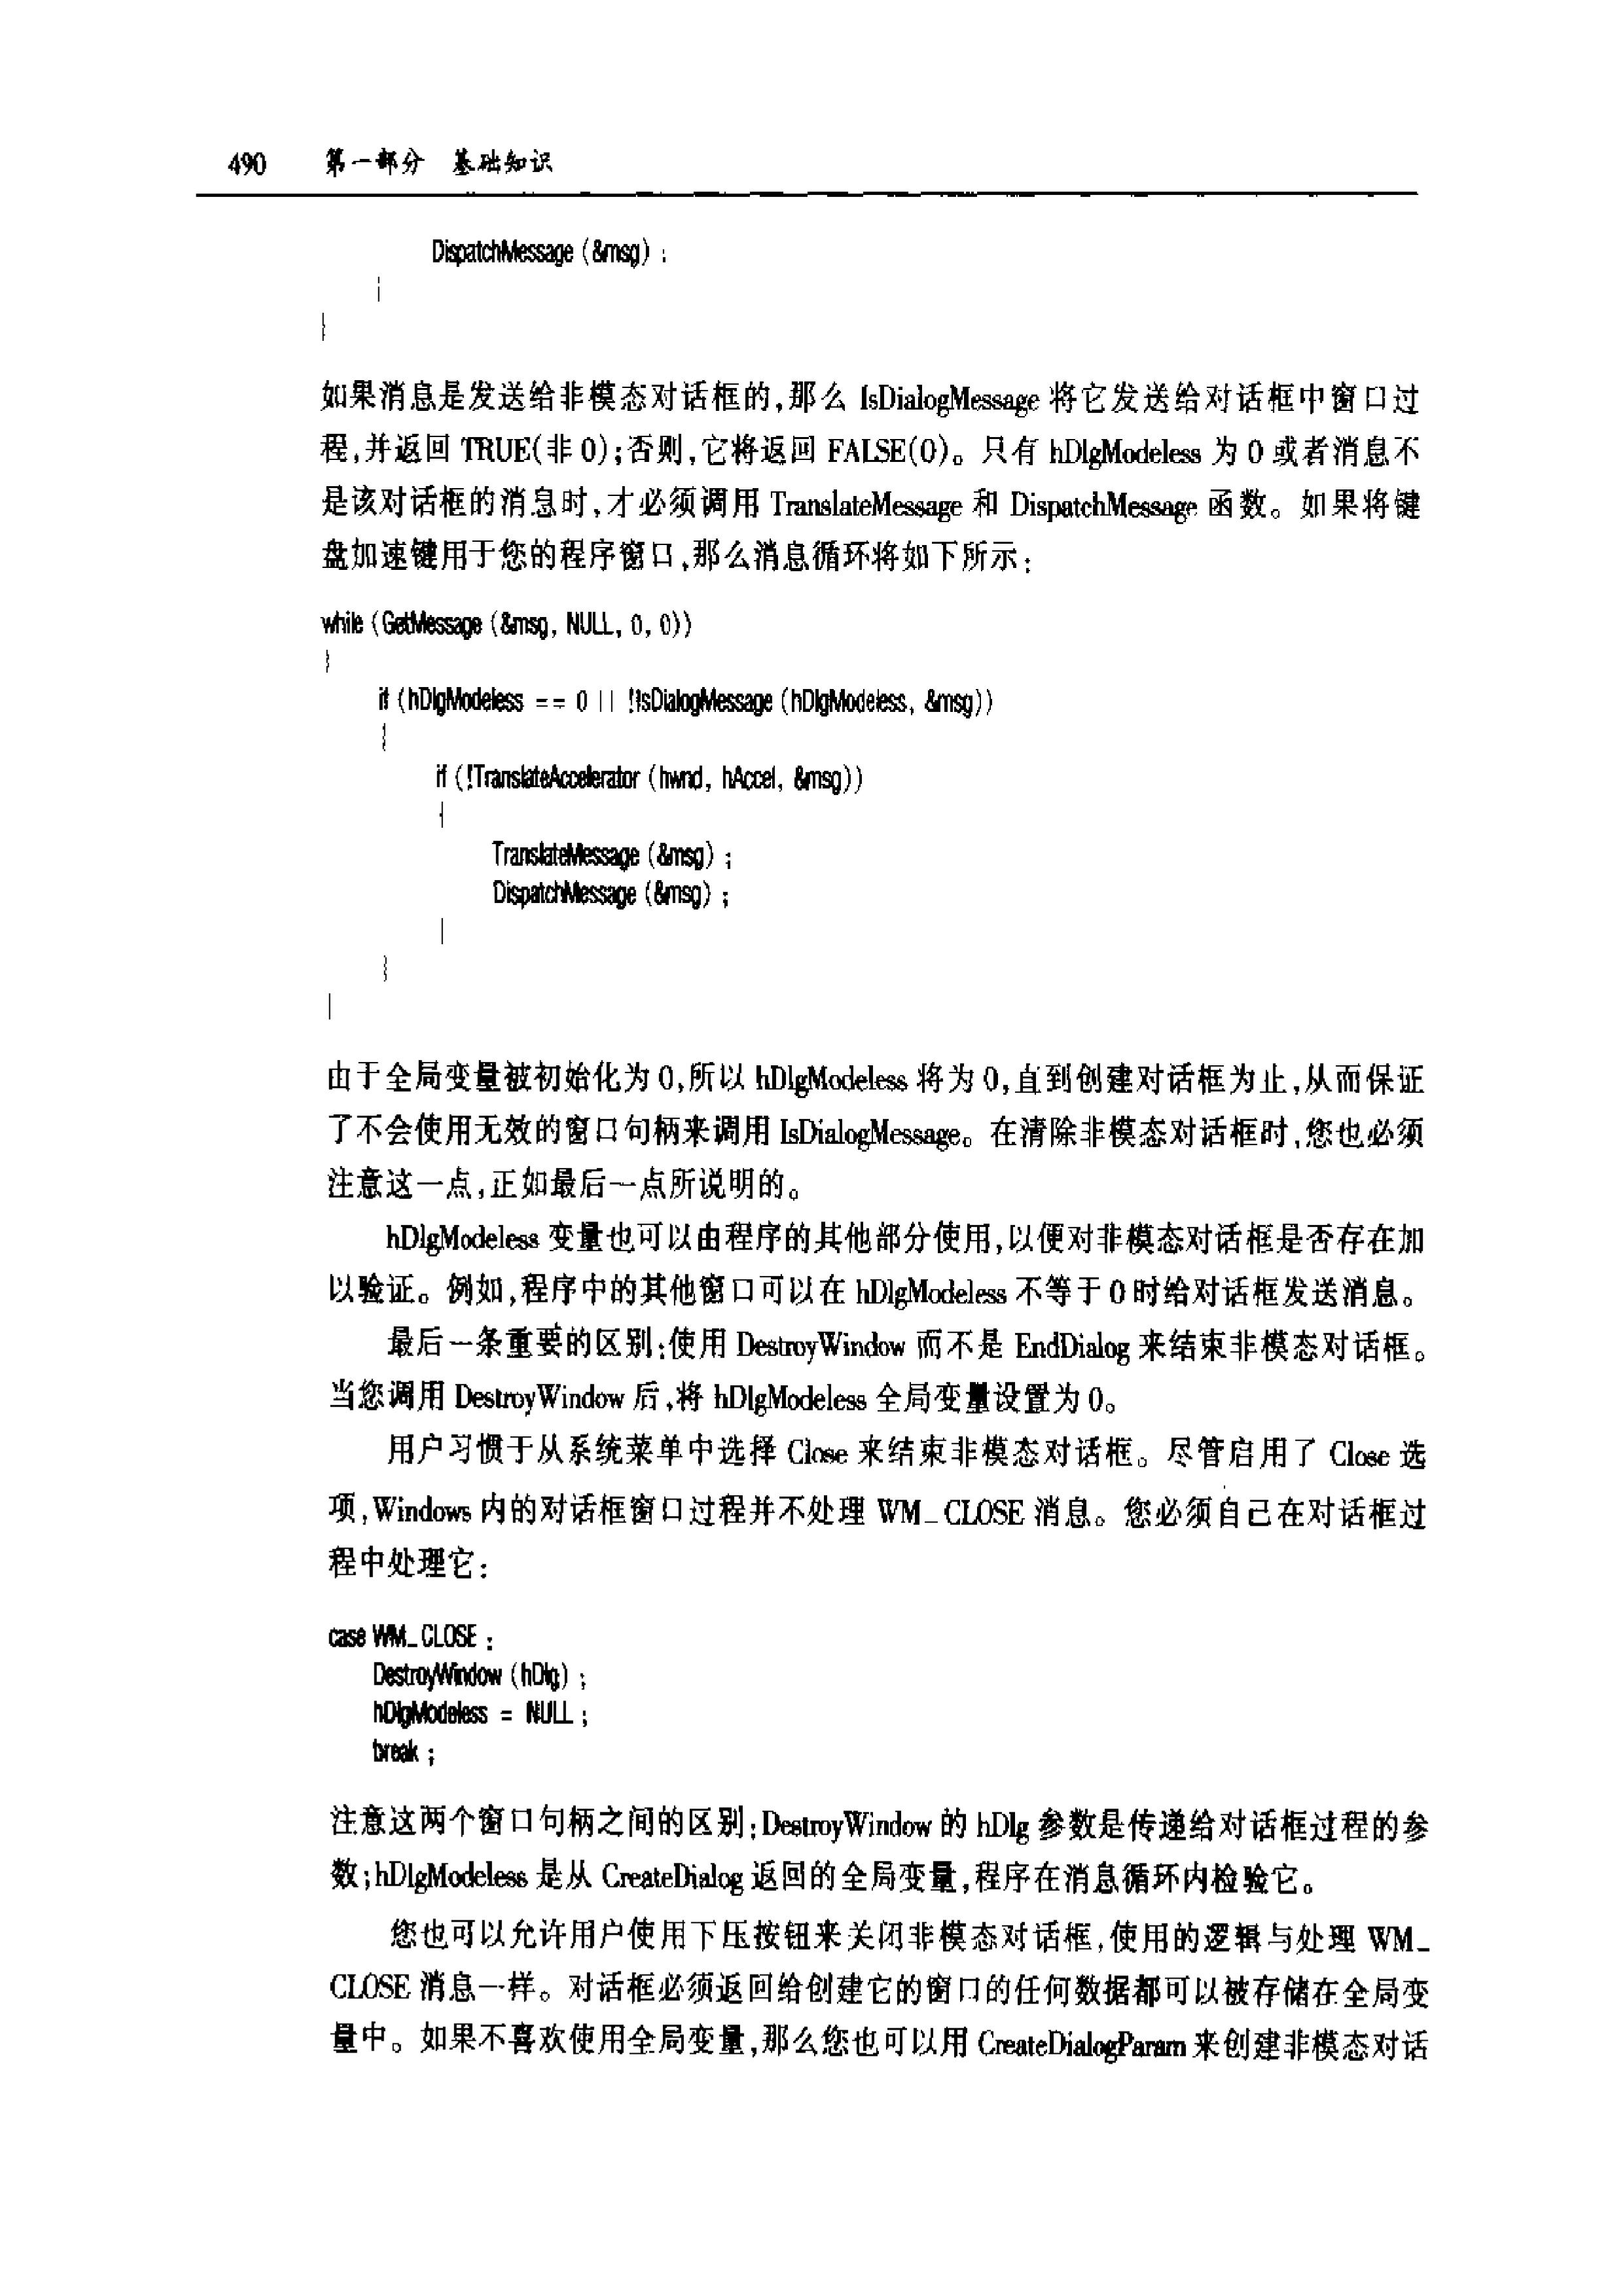 490 第一部分 基础知识
DispatchMessage (&msg) ;
}
}
如果消息是发送给非模态对话框的,那么 IsDialogMessage 将它发送给对话框中窗口过
程,并返回 TRUE(非 0);否则,它将返回 FALSE(0)。只有 hDlgModeless 为 0 或者消息不
是该对话框的消息时,才必须调用 TranslateMessage 和 DispatchMessage 函数。如果将键
盘加速键用于您的程序窗口,那么消息循环将如下所示:
while (GetMessage (&msg, NULL, 0, 0))
{
if (hDlgModeless == 0 || !IsDialogMessage (hDlgModeless, &msg))
{
if (!TranslateAccelerator (hwnd, hAccel, &msg))
{
TranslateMessage (&msg) ;
DispatchMessage (&msg) ;
}
}
}
由于全局变量被初始化为 0,所以 hDlgModeless 将为 0,直到创建对话框为止,从而保证
了不会使用无效的窗口句柄来调用 IsDialogMessage。在清除非模态对话框时,您也必须
注意这一点,正如最后一点所说明的。
hDlgModeless 变量也可以由程序的其他部分使用,以便对非模态对话框是否存在加
以验证。例如,程序中的其他窗口可以在 hDlgModeless 不等于 0 时给对话框发送消息。
最后一条重要的区别:使用 DestroyWindow 而不是 EndDialog 来结束非模态对话框。
当您调用 DestroyWindow 后,将 hDlgModeless 全局变量设置为 0。
用户习惯于从系统菜单中选择 Close 来结束非模态对话框。尽管启用了 Close 选
项,Windows 内的对话框窗口过程并不处理 WM_CLOSE 消息。您必须自己在对话框过
程中处理它:
case WM_CLOSE :
DestroyWindow (hDlg) ;
hDlgModeless = NULL ;
break ;
注意这两个窗口句柄之间的区别;DestroyWindow 的 hDlg 参数是传递给对话框过程的参
数;hDlgModeless 是从 CreateDialog 返回的全局变量,程序在消息循环内检验它。
您也可以允许用户使用下压按钮来关闭非模态对话框,使用的逻辑与处理 WM_
CLOSE 消息一样。对话框必须返回给创建它的窗口的任何数据都可以被存储在全局变
量中。如果不喜欢使用全局变量,那么您也可以用 CreateDialogParam 来创建非模态对话